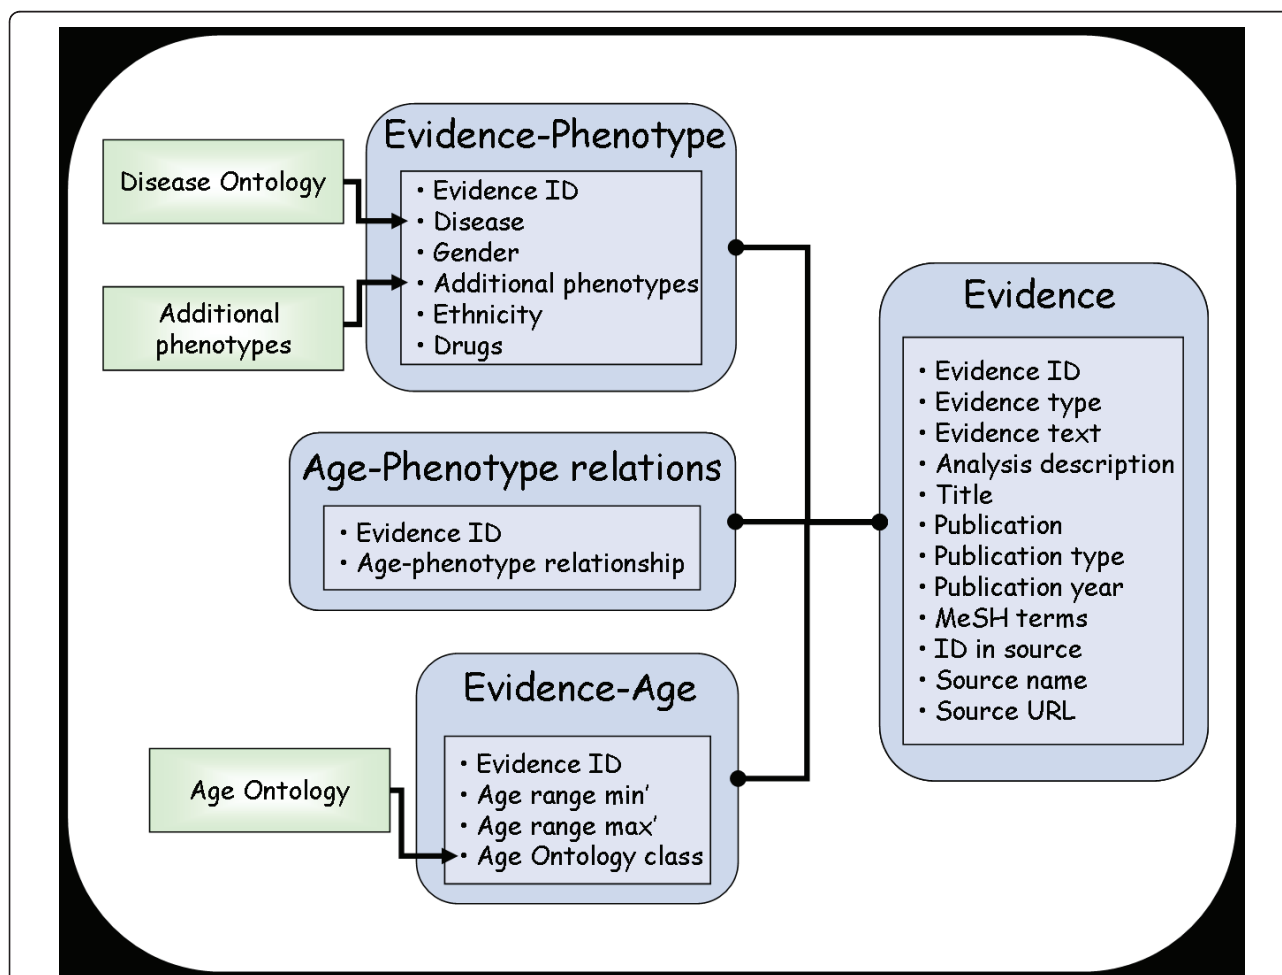 Evidence-Phenotype
Disease Ontology
• Evidence ID
• Disease
• Gender
• Additional phenotypes
• Ethnicity
• Drugs
Additional
phenotypes
Age-Phenotype relations
• Evidence ID
• Age-phenotype relationship
Evidence-Age
Age Ontology
• Evidence ID
• Age range min'
• Age range max'
• Age Ontology class
Evidence
• Evidence ID
• Evidence type
• Evidence text
• Analysis description
• Title
• Publication
• Publication type
• Publication year
• MeSH terms
• ID in source
• Source name
• Source URL